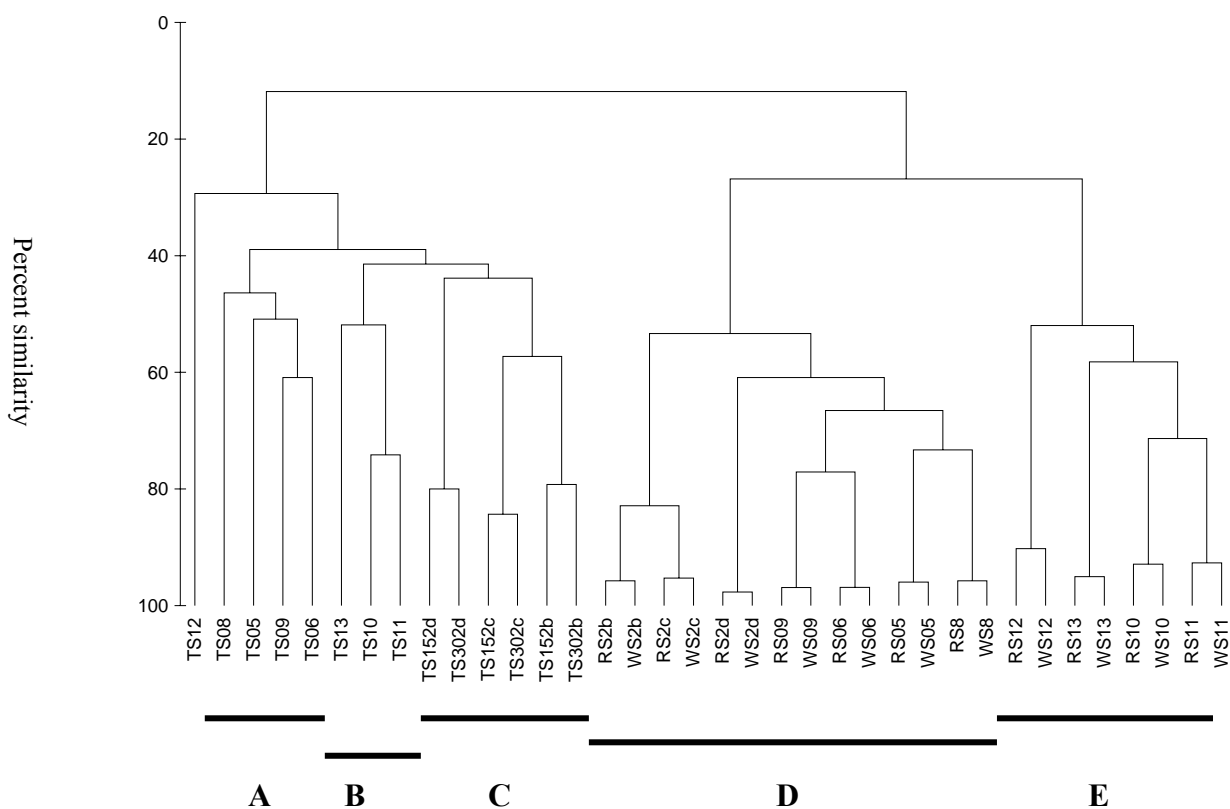 0
20
40
60
80
100
Percent similarity
TS12
TS08
TS05
TS09
TS06
TS13
TS10
TS11
TS152d
TS302d
TS152c
TS302c
TS152b
TS302b
RS2b
WS2b
RS2c
WS2c
RS2d
WS2d
RS09
WS09
RS06
WS06
RS05
WS05
RS8
WS8
RS12
WS12
RS13
WS13
RS10
WS10
RS11
WS11
A B C D E